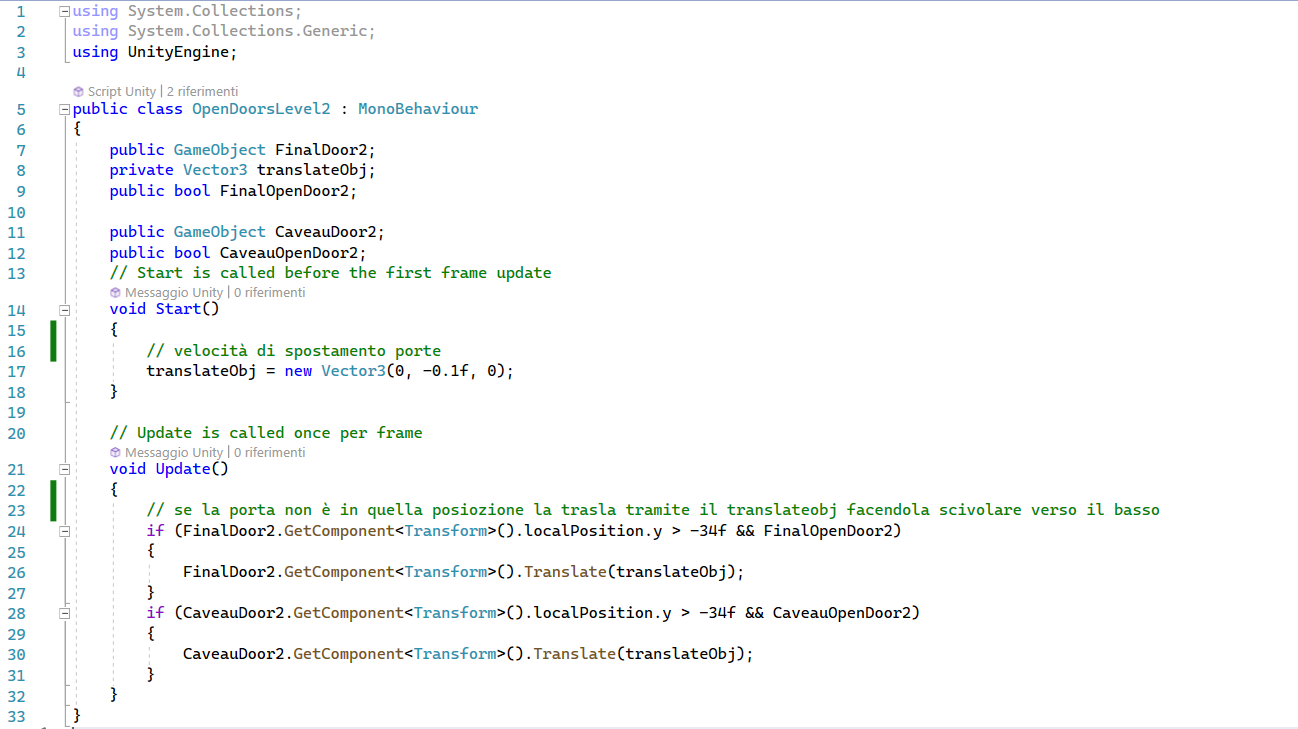 1 using System.Collections;
2 using System.Collections.Generic;
3 using UnityEngine;
4
Script Unity | 2 riferimenti
5 public class OpenDoorsLevel2 : MonoBehaviour
6 {
7 public GameObject FinalDoor2;
8 private Vector3 translateObj;
9 public bool FinalOpenDoor2;
10
11 public GameObject CaveauDoor2;
12 public bool CaveauOpenDoor2;
13 // Start is called before the first frame update
Messaggio Unity | 0 riferimenti
14 void Start()
15 {
16 // velocità di spostamento porte
17 translateObj = new Vector3(0, -0.1f, 0);
18 }
19
20 // Update is called once per frame
Messaggio Unity | 0 riferimenti
21 void Update()
22 {
23 // se la porta non è in quella posiozione la trasla tramite il translateobj facendola scivolare verso il basso
24 if (FinalDoor2.GetComponent<Transform>().localPosition.y > -34f && FinalOpenDoor2)
25 {
26 FinalDoor2.GetComponent<Transform>().Translate(translateObj);
27 }
28 if (CaveauDoor2.GetComponent<Transform>().localPosition.y > -34f && CaveauOpenDoor2)
29 {
30 CaveauDoor2.GetComponent<Transform>().Translate(translateObj);
31 }
32 }
33 }